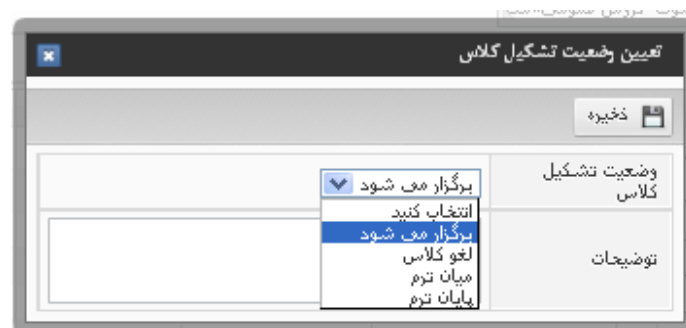 تعیین وضعیت تشکیل کلاس
ذخیره
وضعیت تشکیل
کلاس
برگزار می شود
انتخاب کنید
برگزار می شود
لغو کلاس
میان ترم
پایان ترم
توضیحات